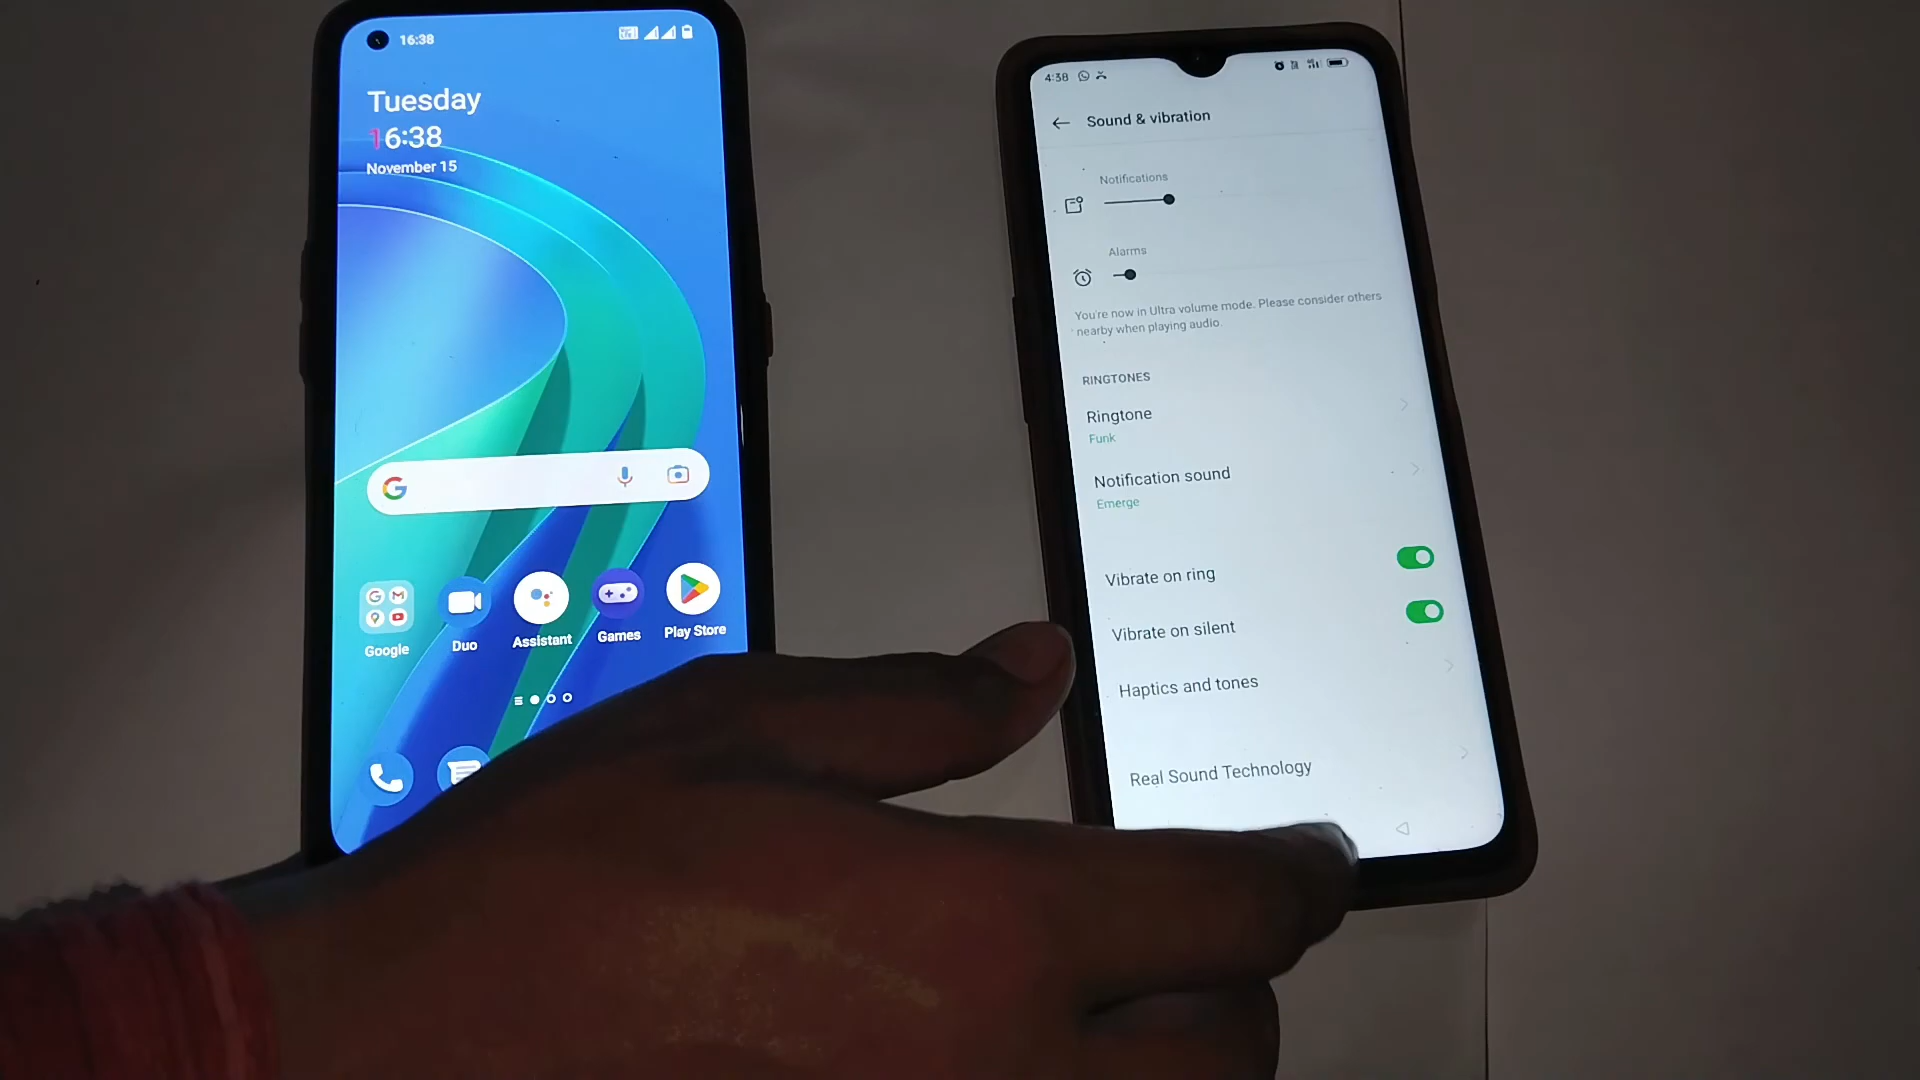 16:38
Tuesday
16:38
November 15
Google
Duo
Assistant
Games
Play Store
4:38
Sound & vibration
Notifications
Alarms
You're now in Ultra volume mode. Please consider others
nearby when playing audio.
RINGTONES
Ringtone
Funk
Notification sound
Emerge
Vibrate on ring
Vibrate on silent
Haptics and tones
Real Sound Technology